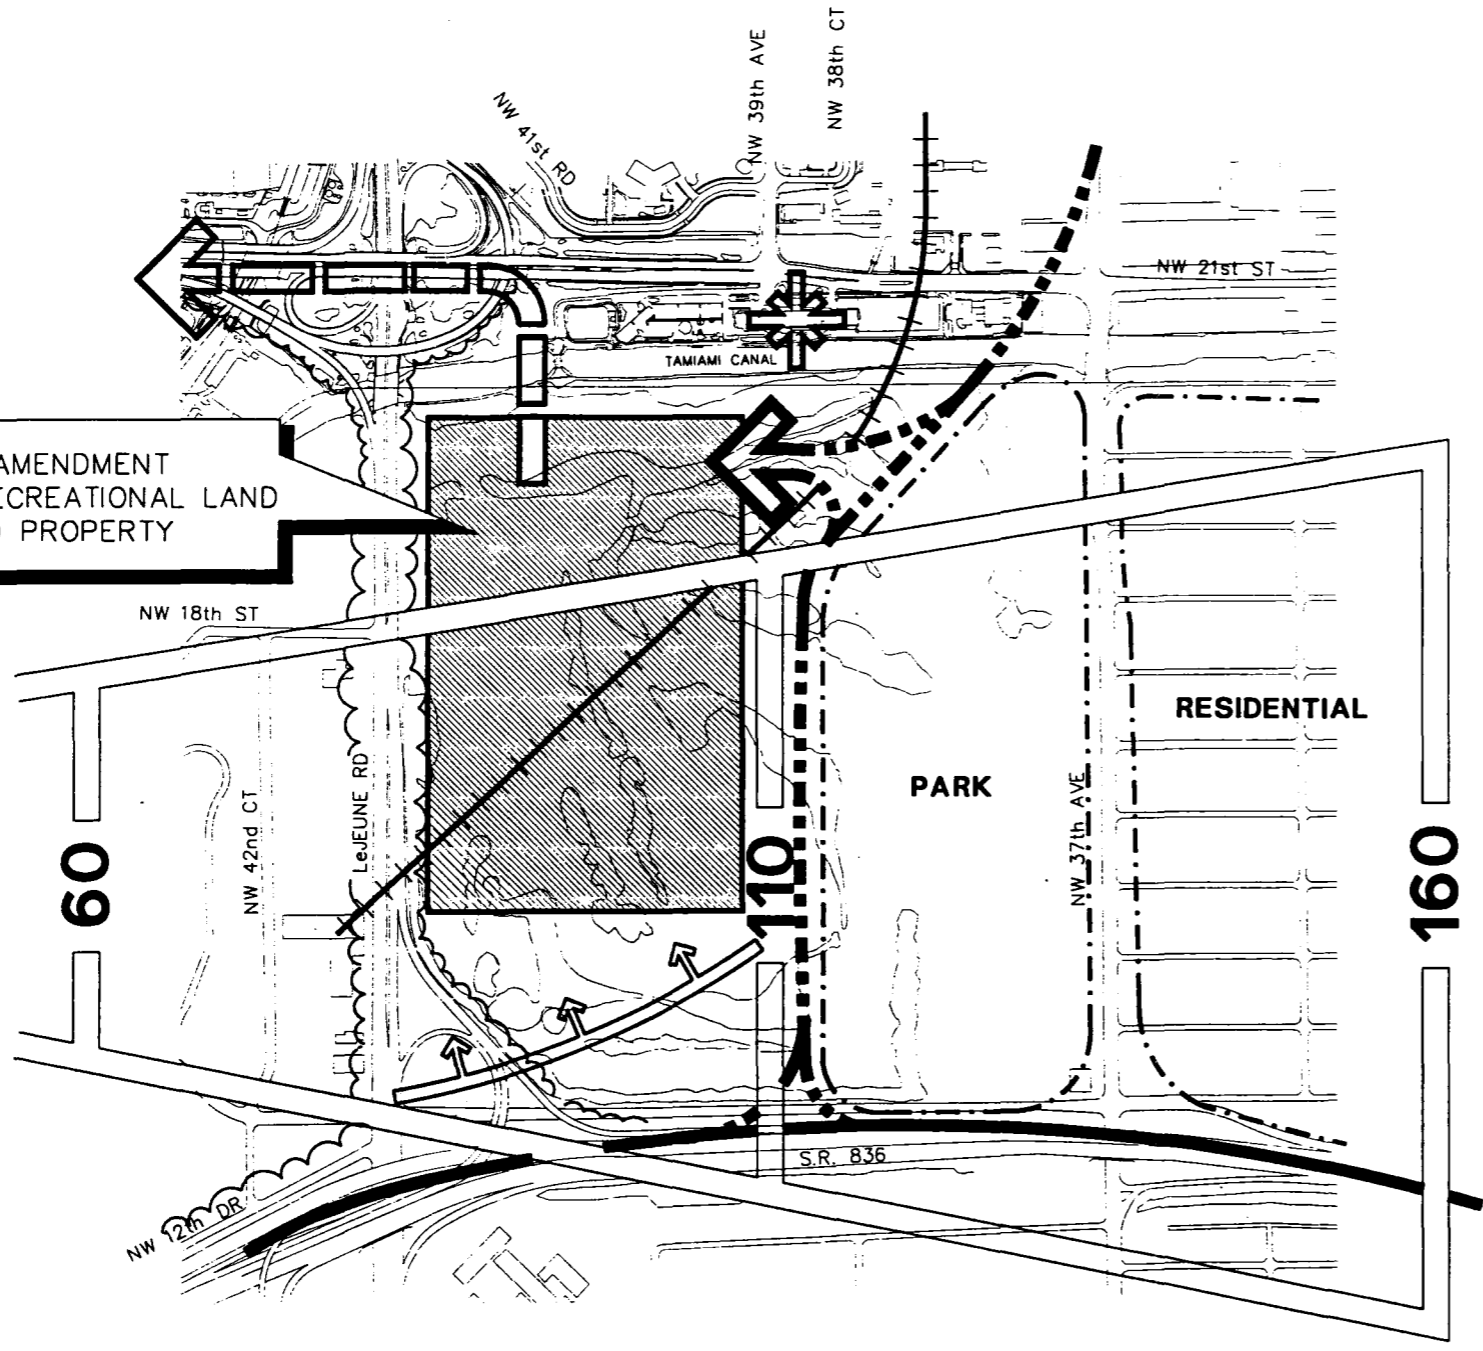 NW 38th CT
NW 39th AVE
NW 41st RD
NW 21st ST
TAMIAMI CANAL
AMENDMENT
ECREATIONAL LAND
PROPERTY
NW 18th ST
RESIDENTIAL
PARK
LeJEUNE RD
NW 42nd CT
NW 37th AVE
60
110
160
S.R. 836
NW 12th DR